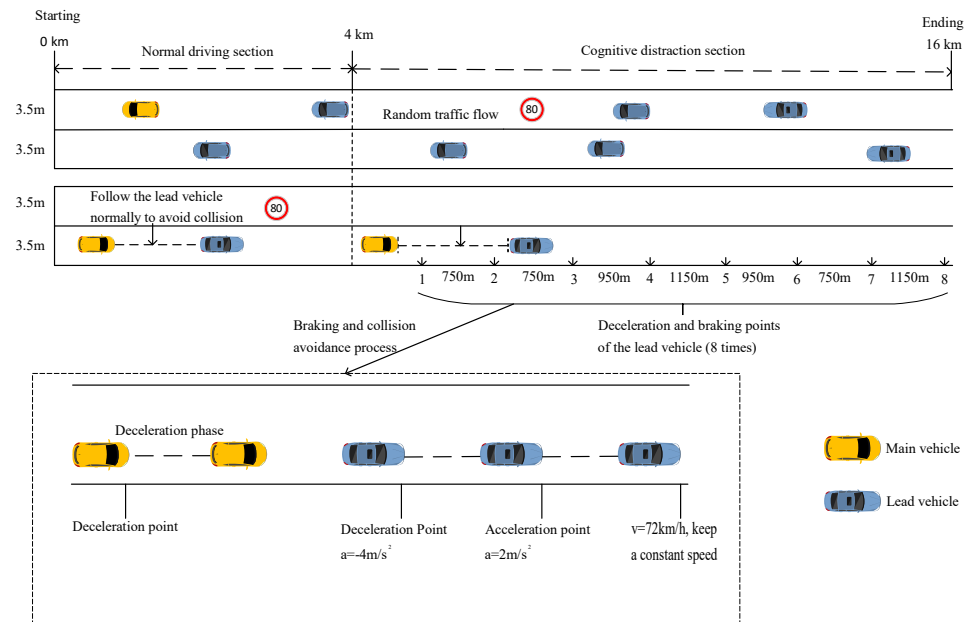 Starting
0 km
4 km
Ending
16 km
Normal driving section
Cognitive distraction section
3.5m
Random traffic flow
80
3.5m
3.5m
Follow the lead vehicle
normally to avoid collision
80
3.5m
1 750m 2 750m 3 950m 4 1150m 5 950m 6 750m 7 1150m 8
Braking and collision
avoidance process
Deceleration and braking points
of the lead vehicle (8 times)
Deceleration phase
Main vehicle
Lead vehicle
Deceleration point
Deceleration Point
a=-4m/s²
Acceleration point
a=2m/s²
v=72km/h, keep
a constant speed